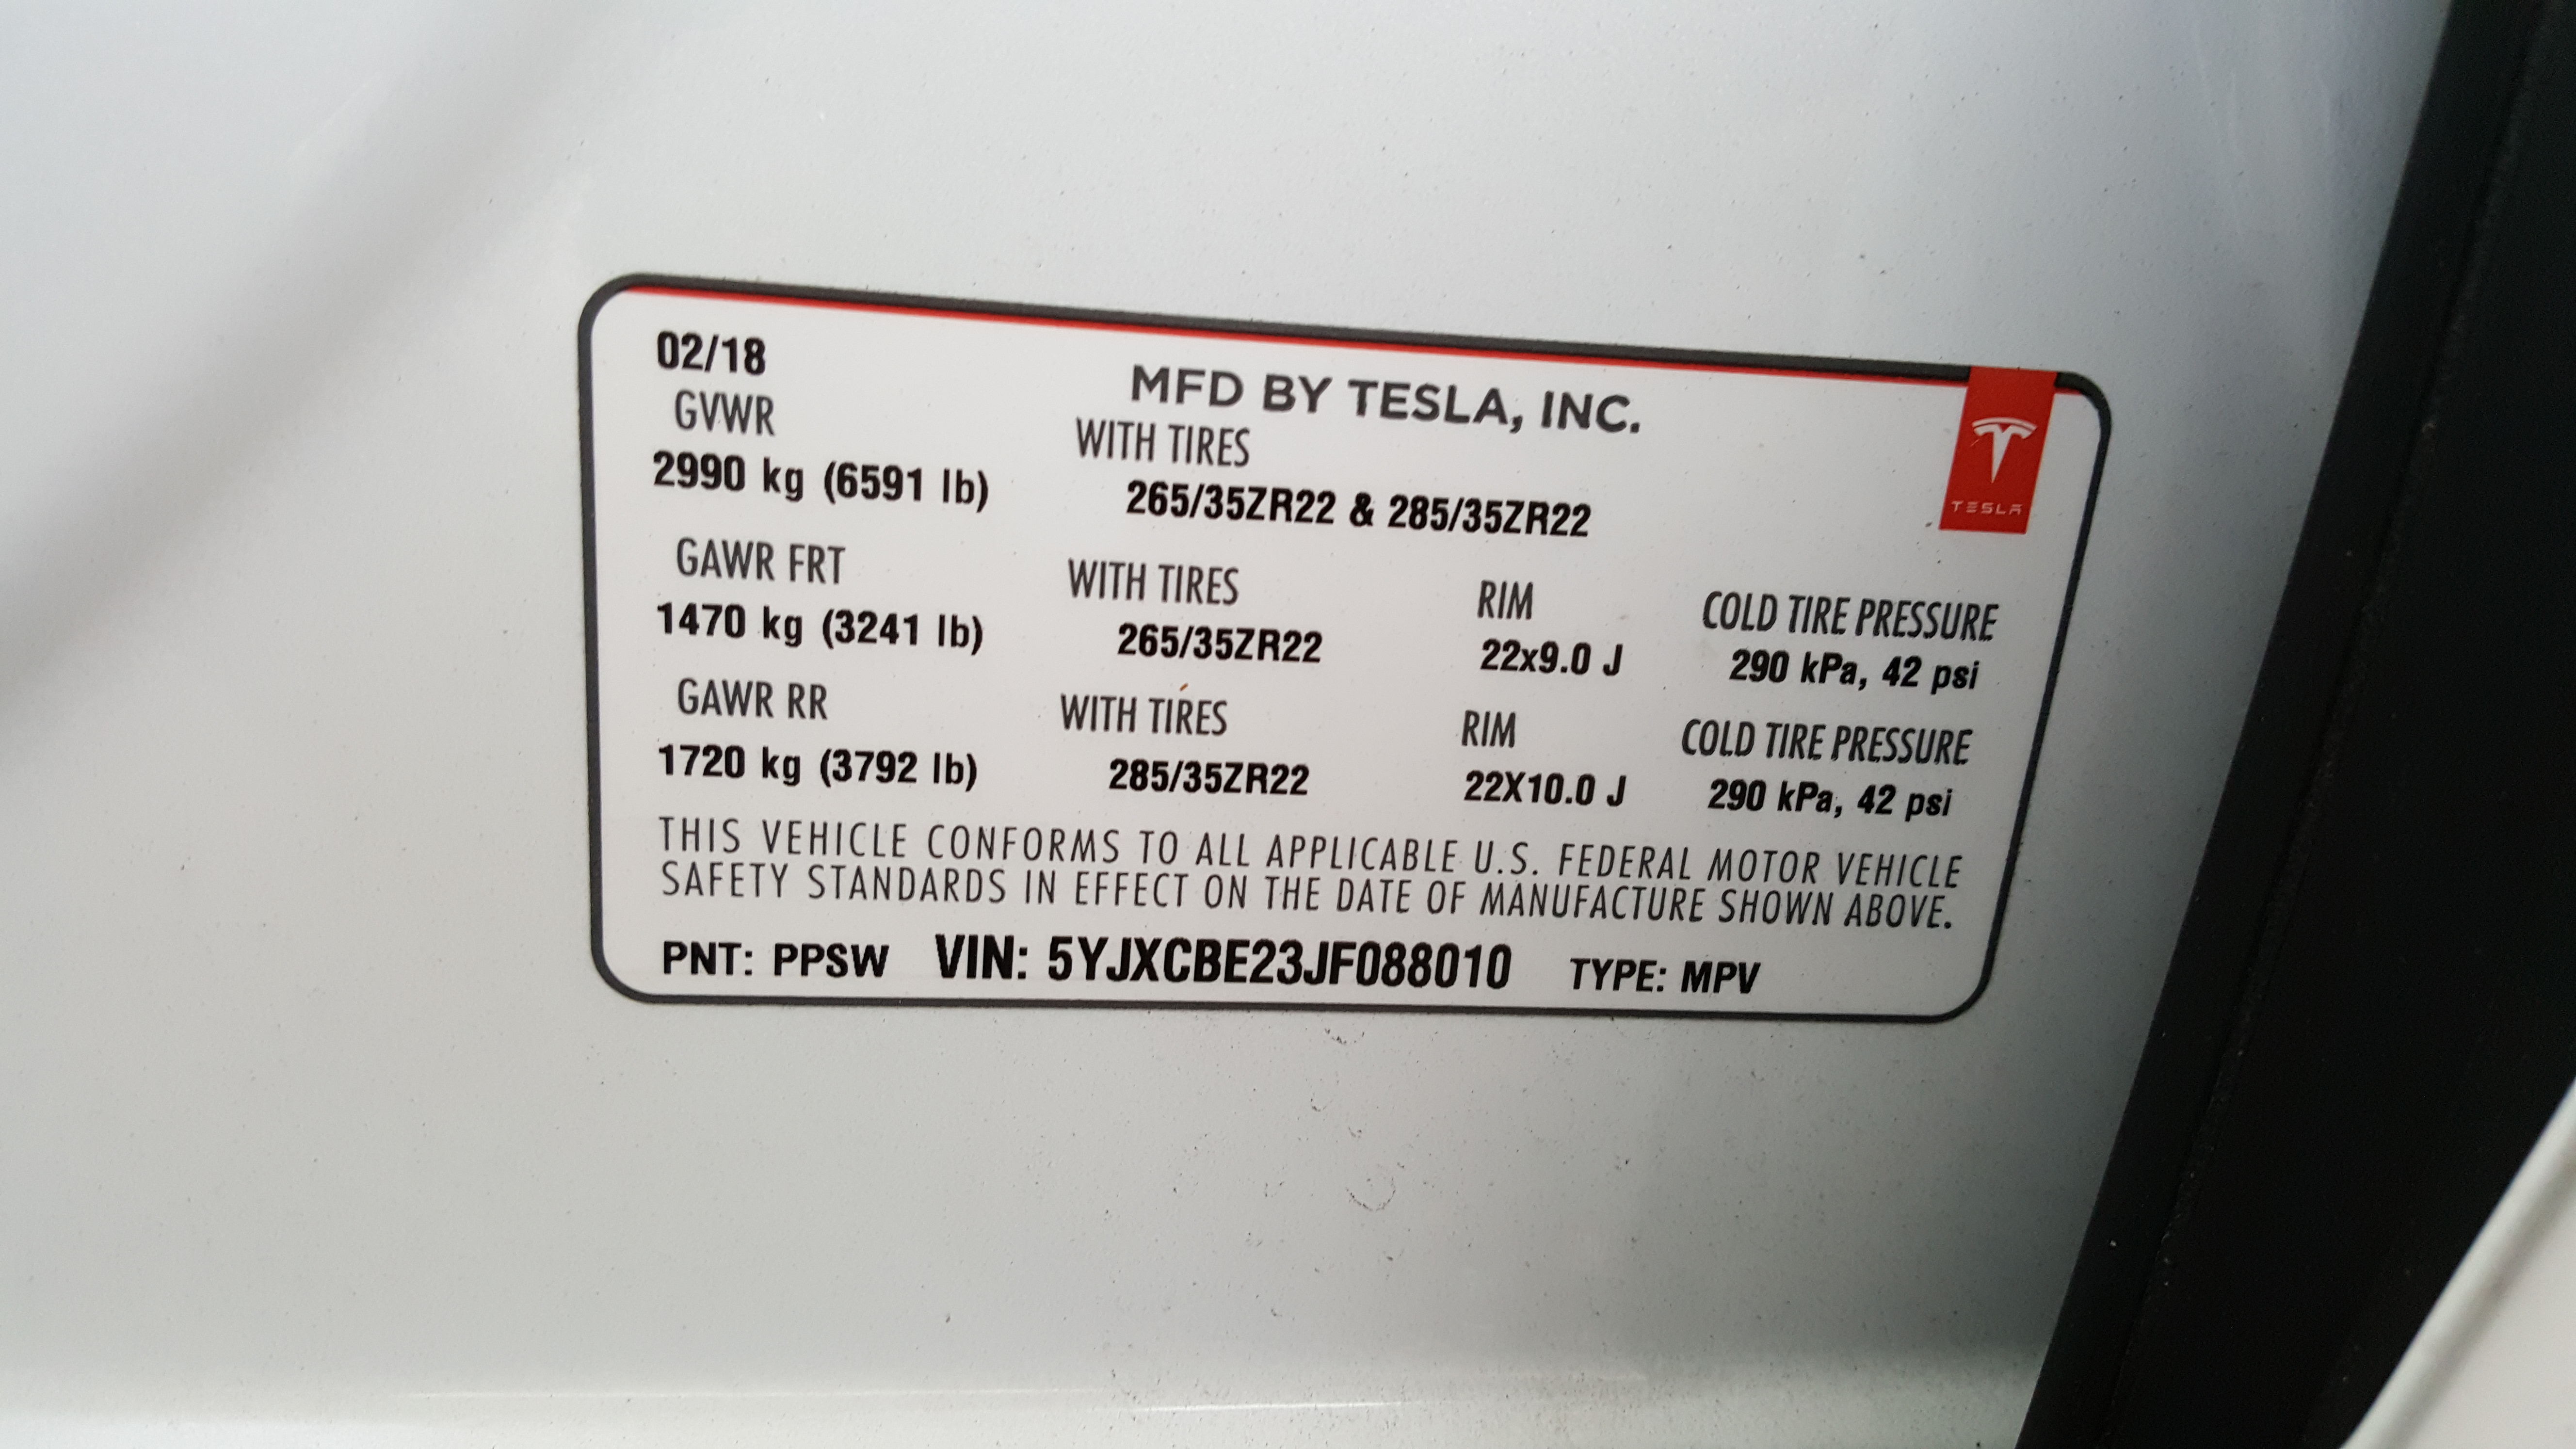 02/18
MFD BY TESLA, INC.
GVWR
WITH TIRES
2990 kg (6591 lb)
265/35ZR22 & 285/35ZR22
TESLA
GAWR FRT
WITH TIRES
RIM
COLD TIRE PRESSURE
1470 kg (3241 lb)
265/35ZR22
22x9.0 J
290 kPa, 42 psi
GAWR RR
WITH TIRES
RIM
COLD TIRE PRESSURE
1720 kg (3792 lb)
285/35ZR22
22X10.0 J
290 kPa, 42 psi
THIS VEHICLE CONFORMS TO ALL APPLICABLE U.S. FEDERAL MOTOR VEHICLE
SAFETY STANDARDS IN EFFECT ON THE DATE OF MANUFACTURE SHOWN ABOVE.
PNT: PPSW VIN: 5YJXCBE23JF088010 TYPE: MPV